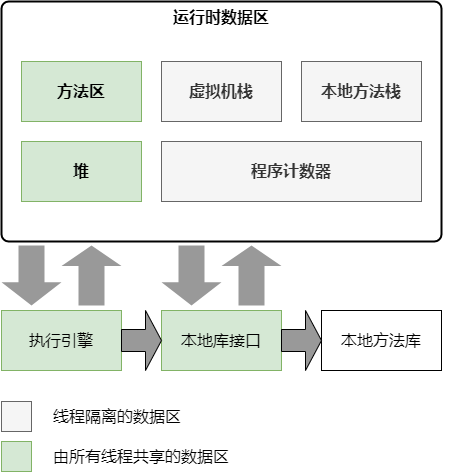 运行时数据区
方法区
虚拟机栈
本地方法栈
堆
程序计数器
执行引擎
本地库接口
本地方法库
线程隔离的数据区
由所有线程共享的数据区